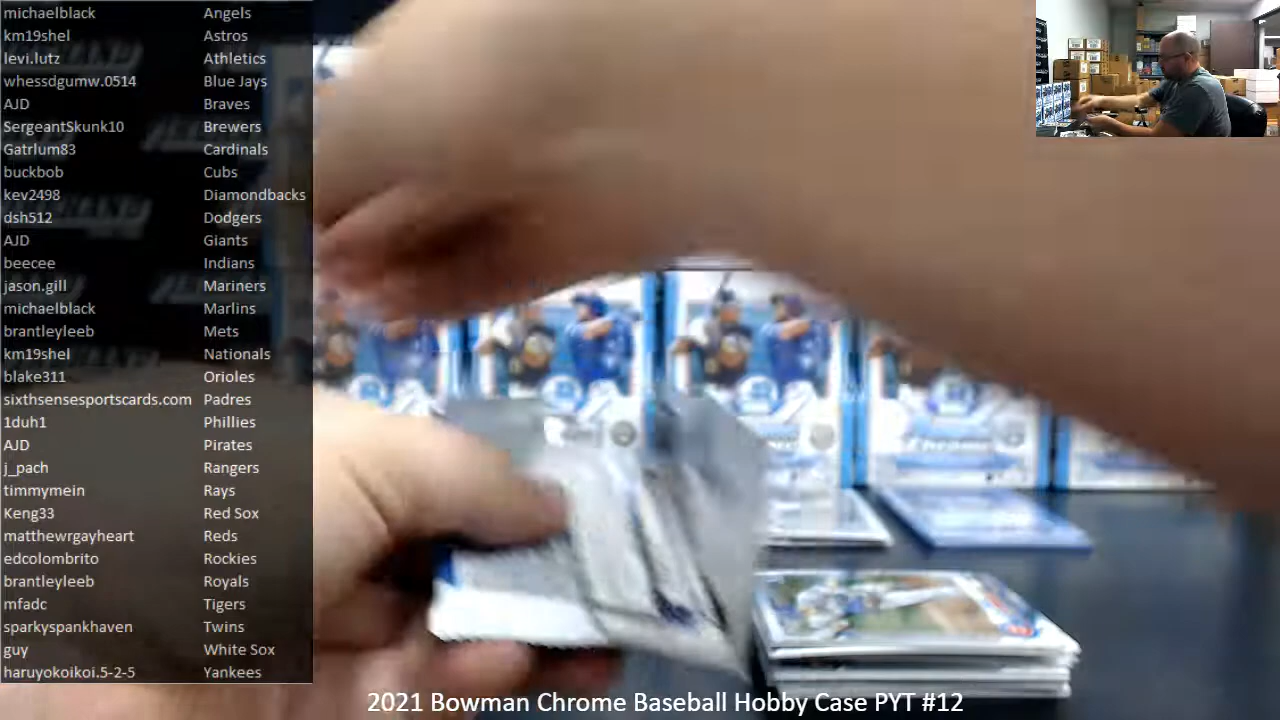 michaelblack Angels
km19shel Astros
levi.lutz Athletics
whessdgumw.0514 Blue Jays
AJD Braves
SergeantSkunk10 Brewers
Gatrlum83 Cardinals
buckbob Cubs
kev2498 Diamondbacks
dsh512 Dodgers
AJD Giants
beecee Indians
jason.gill Mariners
michaelblack Marlins
brantleyleeb Mets
km19shel Nationals
blake311 Orioles
sixthsensesportscards.com Padres
1duh1 Phillies
AJD Pirates
j_pach Rangers
timmymein Rays
Keng33 Red Sox
matthewrgayheart Reds
edcolombrito Rockies
brantleyleeb Royals
mfadc Tigers
sparkyspankhaven Twins
guy White Sox
haruyokoikoi.5-2-5 Yankees
Chrome
2021 Bowman Chrome Baseball Hobby Case PYT #12